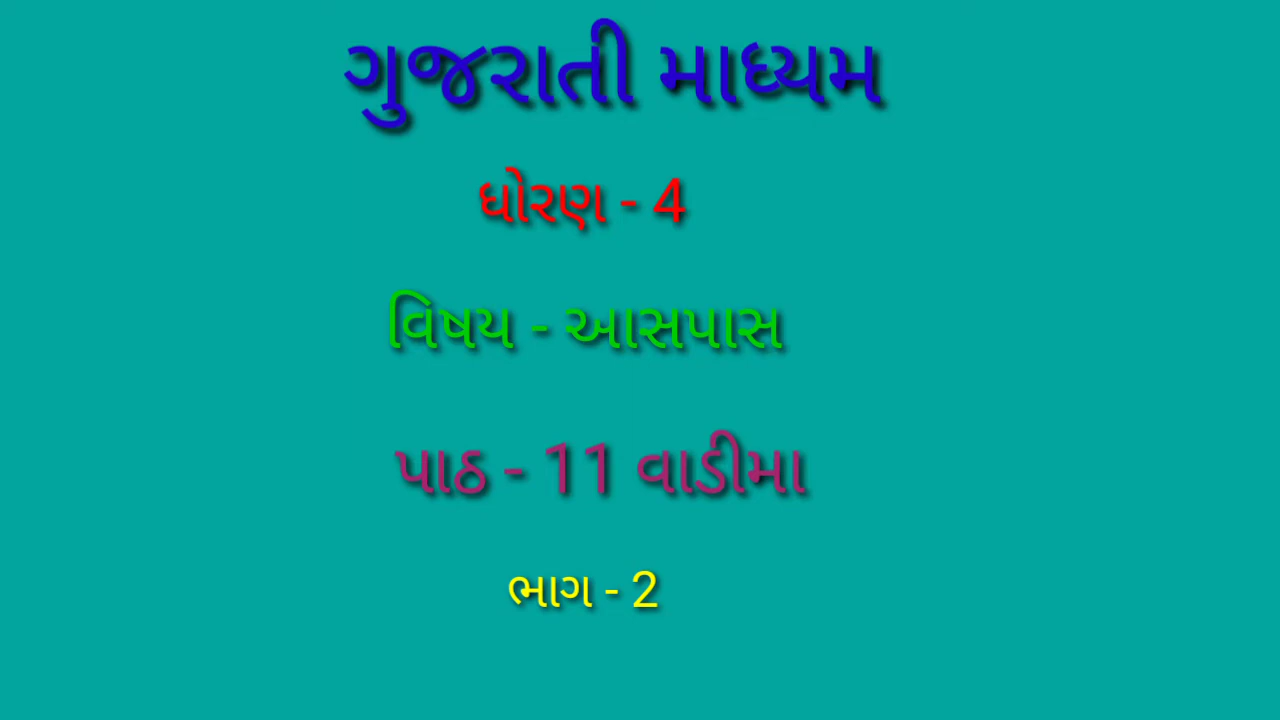 ગુજરાતી માધ્યમ
ધોરણ - 4
વિષય - આસપાસ
પાઠ - 11 વાડીમા
ભાગ - 2